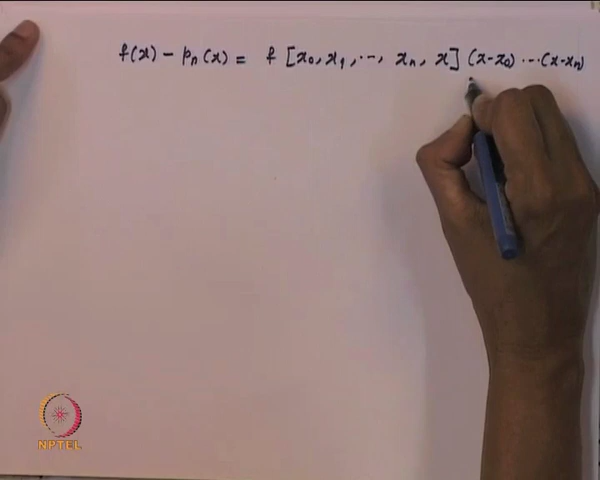 f(x) - pₙ(x) = f [x₀, x₁, ..., xₙ, x] (x-x₀) ... (x-xₙ)
NPTEL